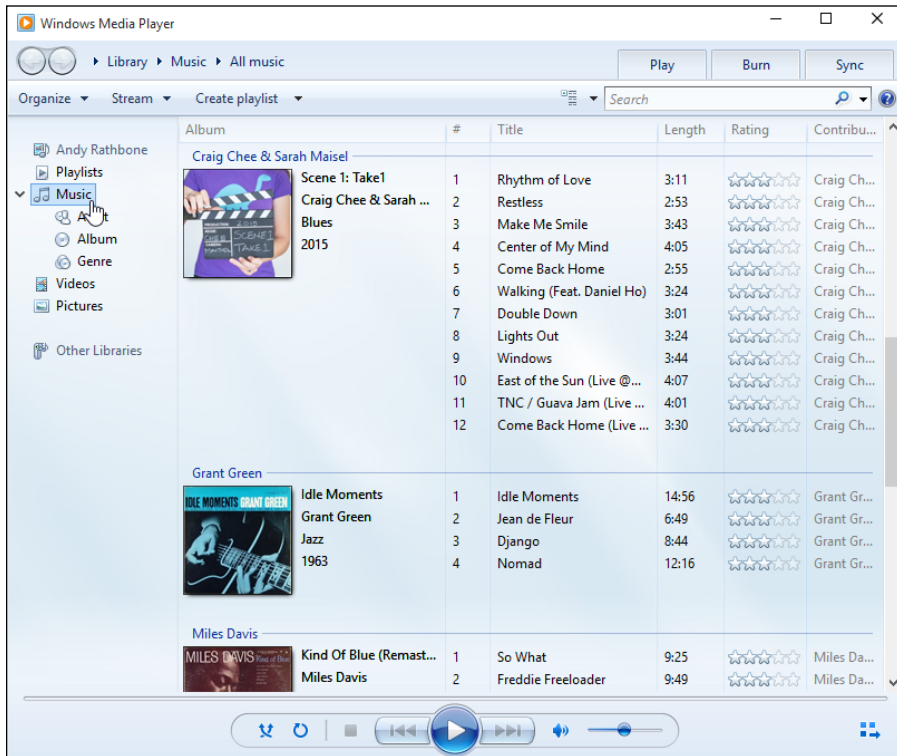 Windows Media Player
Library Music All music
Play Burn Sync
Organize Stream Create playlist Search
Album # Title Length Rating Contribu...
Andy Rathbone
Playlists
Music
Album
Genre
Videos
Pictures
Other Libraries
Craig Chee & Sarah Maisel
Scene 1: Take1
Craig Chee & Sarah ...
Blues
2015
SCENE1
TAKE1
1 Rhythm of Love 3:11 Craig Ch...
2 Restless 2:53 Craig Ch...
3 Make Me Smile 3:43 Craig Ch...
4 Center of My Mind 4:05 Craig Ch...
5 Come Back Home 2:55 Craig Ch...
6 Walking (Feat. Daniel Ho) 3:24 Craig Ch...
7 Double Down 3:01 Craig Ch...
8 Lights Out 3:24 Craig Ch...
9 Windows 3:44 Craig Ch...
10 East of the Sun (Live @... 4:07 Craig Ch...
11 TNC / Guava Jam (Live ... 4:01 Craig Ch...
12 Come Back Home (Live ... 3:30 Craig Ch...
Grant Green
IDLE MOMENTS GRANT GREEN
Idle Moments
Grant Green
Jazz
1963
1 Idle Moments 14:56 Grant Gr...
2 Jean de Fleur 6:49 Grant Gr...
3 Django 8:44 Grant Gr...
4 Nomad 12:16 Grant Gr...
Miles Davis
MILES DAVIS Kind of Blue
Kind Of Blue (Remast...
Miles Davis
1 So What 9:25 Miles Da...
2 Freddie Freeloader 9:49 Miles Da...